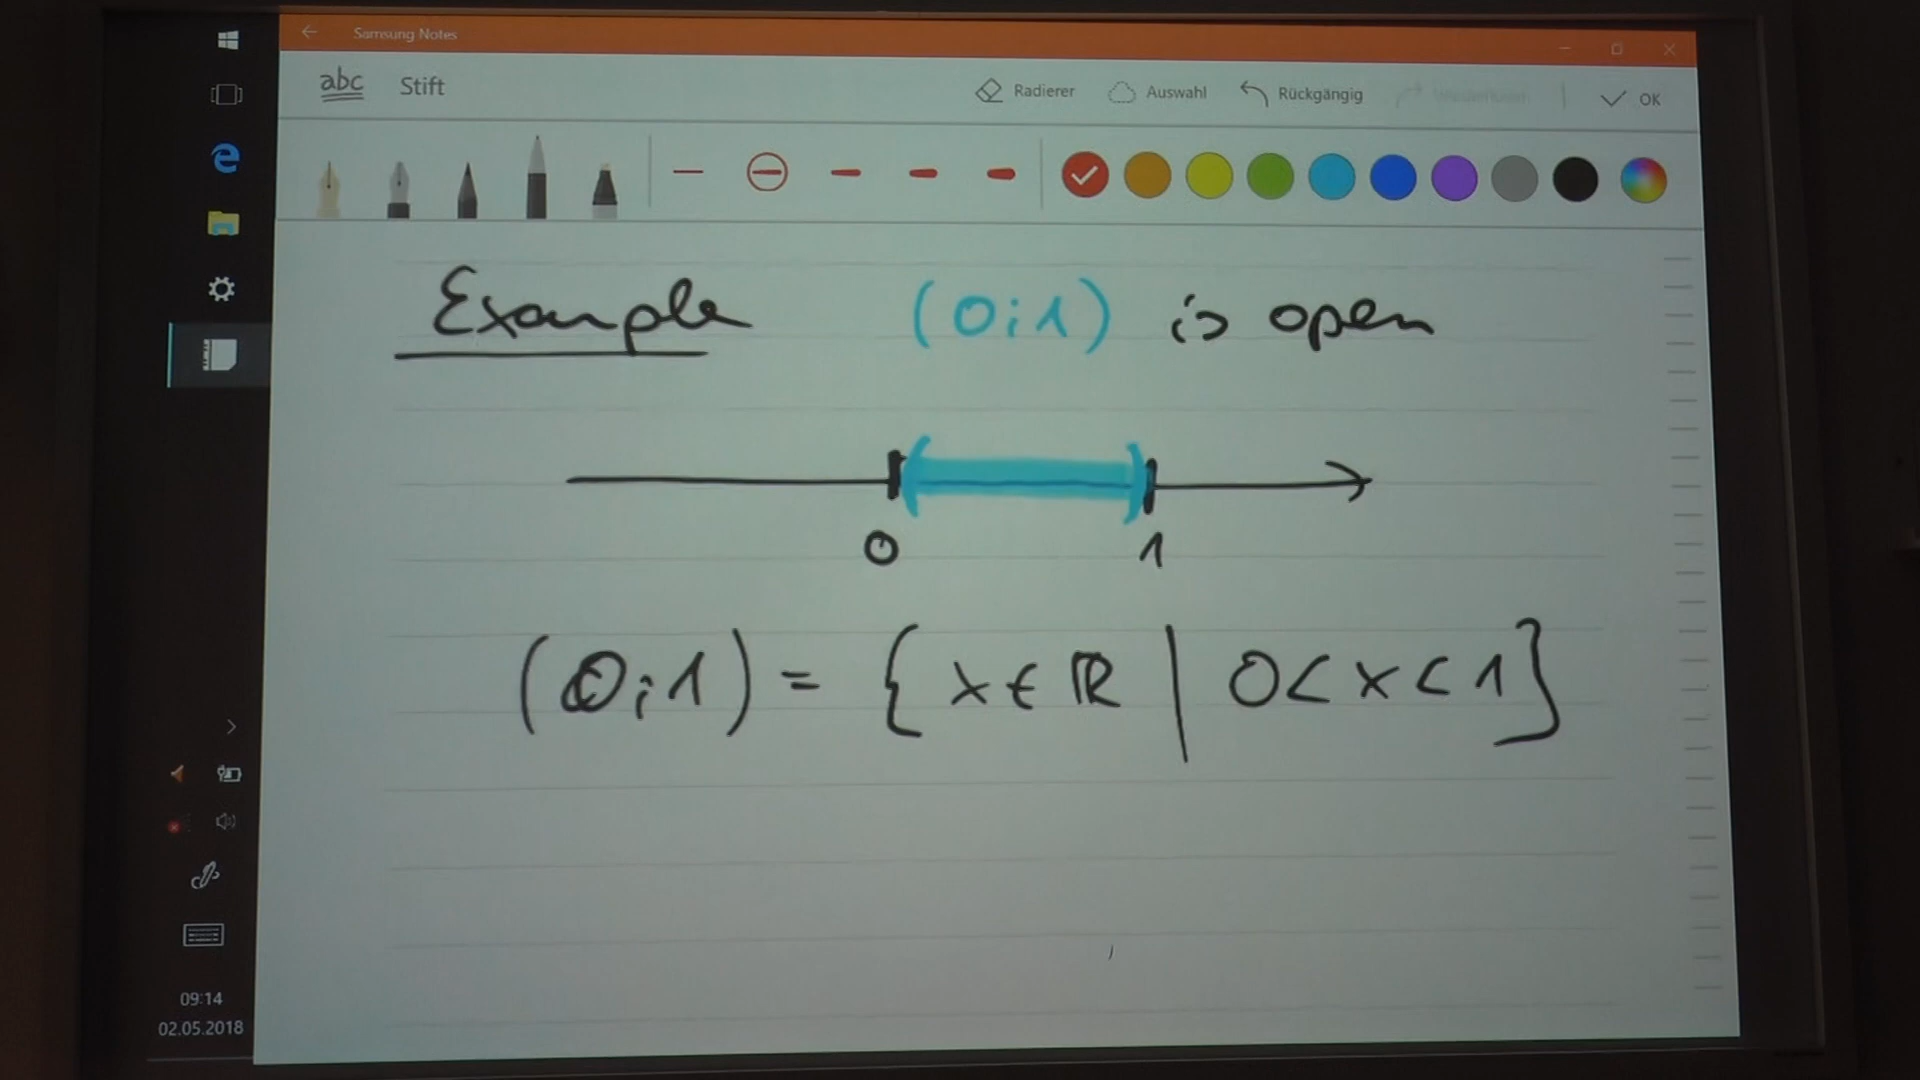 Samsung Notes
abc Stift Radierer Auswahl Rückgängig OK
Example (0;1) is open
0 1
(0;1) = { x ∈ ℝ | 0 < x < 1 }
09:14
02.05.2018